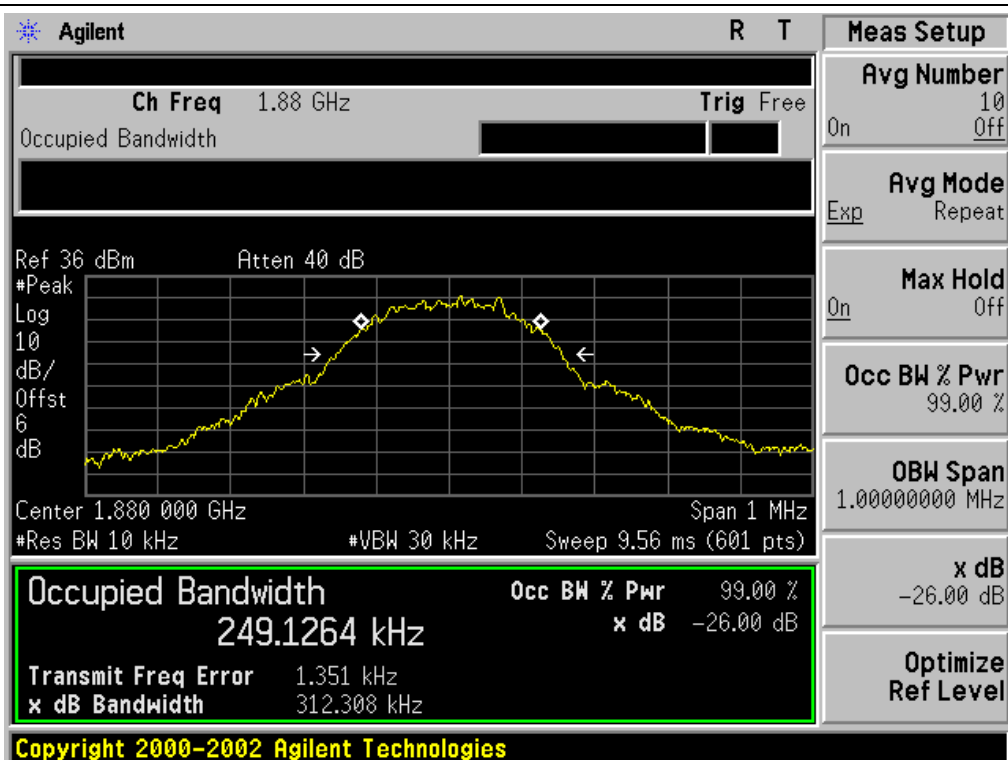 Agilent R T
Ch Freq 1.88 GHz Trig Free
Occupied Bandwidth
Ref 36 dBm Atten 40 dB
#Peak
Log
10
dB/
Offst
6
dB
Center 1.880 000 GHz Span 1 MHz
#Res BW 10 kHz #VBW 30 kHz Sweep 9.56 ms (601 pts)
Occupied Bandwidth Occ BW % Pwr 99.00 %
249.1264 kHz x dB -26.00 dB
Transmit Freq Error 1.351 kHz
x dB Bandwidth 312.308 kHz
Copyright 2000-2002 Agilent Technologies
Meas Setup
Avg Number
10
On Off
Avg Mode
Exp Repeat
Max Hold
On Off
Occ BW % Pwr
99.00 %
OBW Span
1.00000000 MHz
x dB
-26.00 dB
Optimize
Ref Level